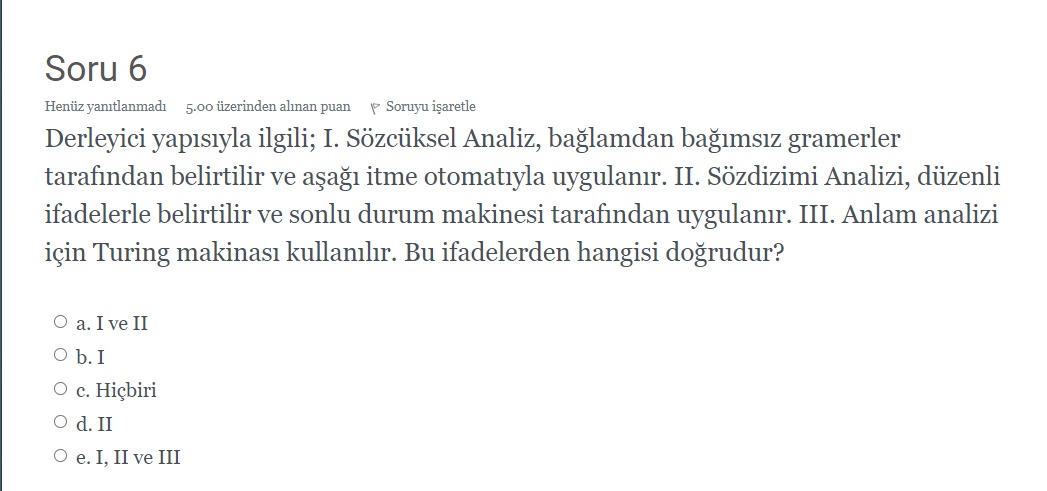 Soru 6
Henüz yanıtlanmadı 5.00 üzerinden alınan puan Soruyu işaretle
Derleyici yapısıyla ilgili; I. Sözcüksel Analiz, bağlamdan bağımsız gramerler
tarafından belirtilir ve aşağı itme otomatıyla uygulanır. II. Sözdizimi Analizi, düzenli
ifadelerle belirtilir ve sonlu durum makinesi tarafından uygulanır. III. Anlam analizi
için Turing makinası kullanılır. Bu ifadelerden hangisi doğrudur?
a. I ve II
b. I
c. Hiçbiri
d. II
e. I, II ve III